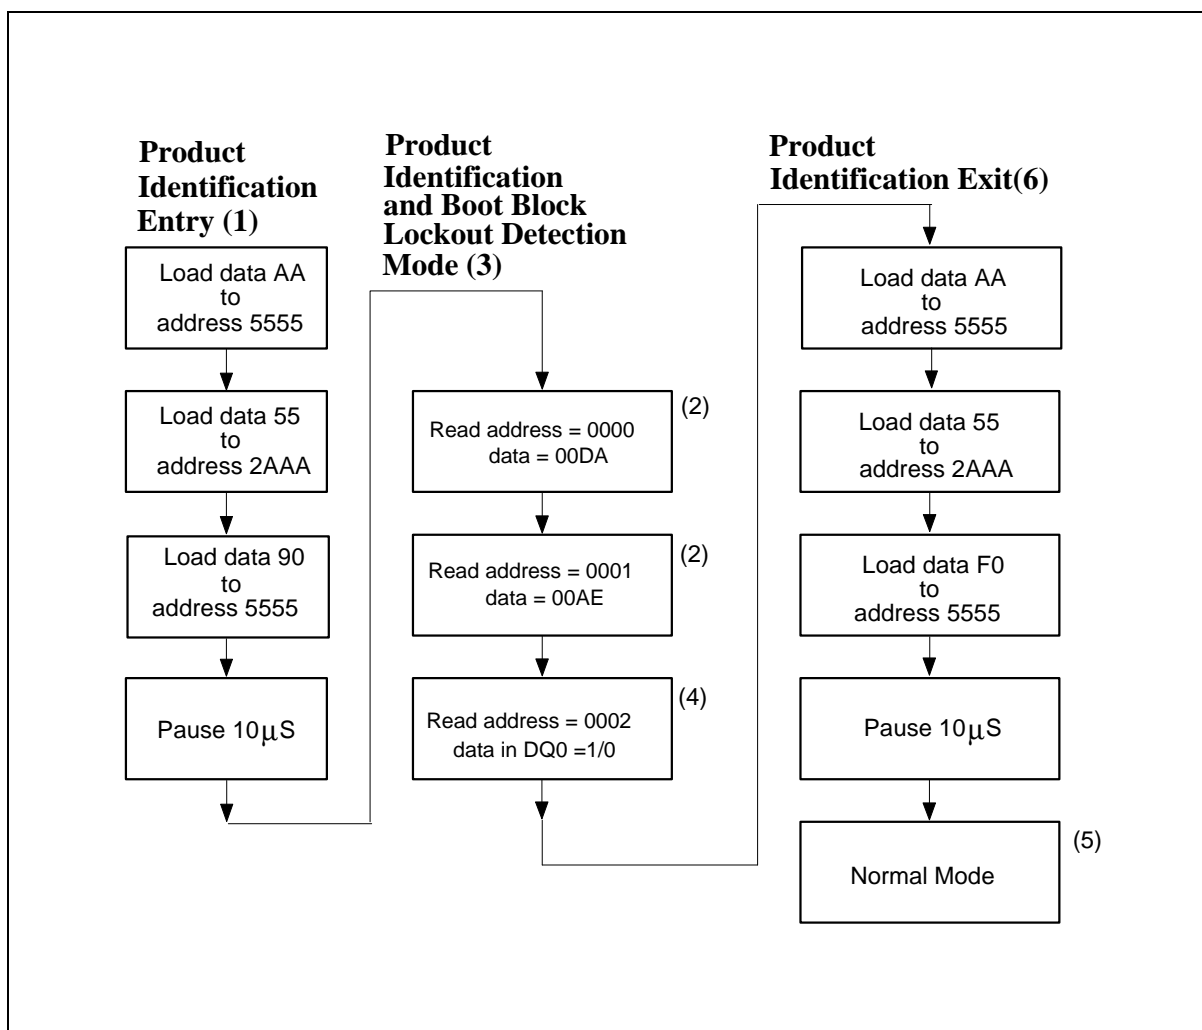 Product
Identification
Entry (1)
Load data AA
to
address 5555
Load data 55
to
address 2AAA
Load data 90
to
address 5555
Pause 10μS
Product
Identification
and Boot Block
Lockout Detection
Mode (3)
Read address = 0000
data = 00DA
(2)
Read address = 0001
data = 00AE
(2)
Read address = 0002
data in DQ0 =1/0
(4)
Product
Identification Exit(6)
Load data AA
to
address 5555
Load data 55
to
address 2AAA
Load data F0
to
address 5555
Pause 10μS
Normal Mode
(5)